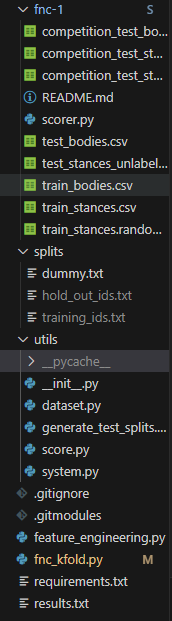 fnc-1 S
competition_test_bo...
competition_test_st...
competition_test_st...
README.md
scorer.py
test_bodies.csv
test_stances_unlabel...
train_bodies.csv
train_stances.csv
train_stances.rando...
splits
dummy.txt
hold_out_ids.txt
training_ids.txt
utils
__pycache__
__init__.py
dataset.py
generate_test_splits....
score.py
system.py
.gitignore
.gitmodules
feature_engineering.py
fnc_kfold.py M
requirements.txt
results.txt